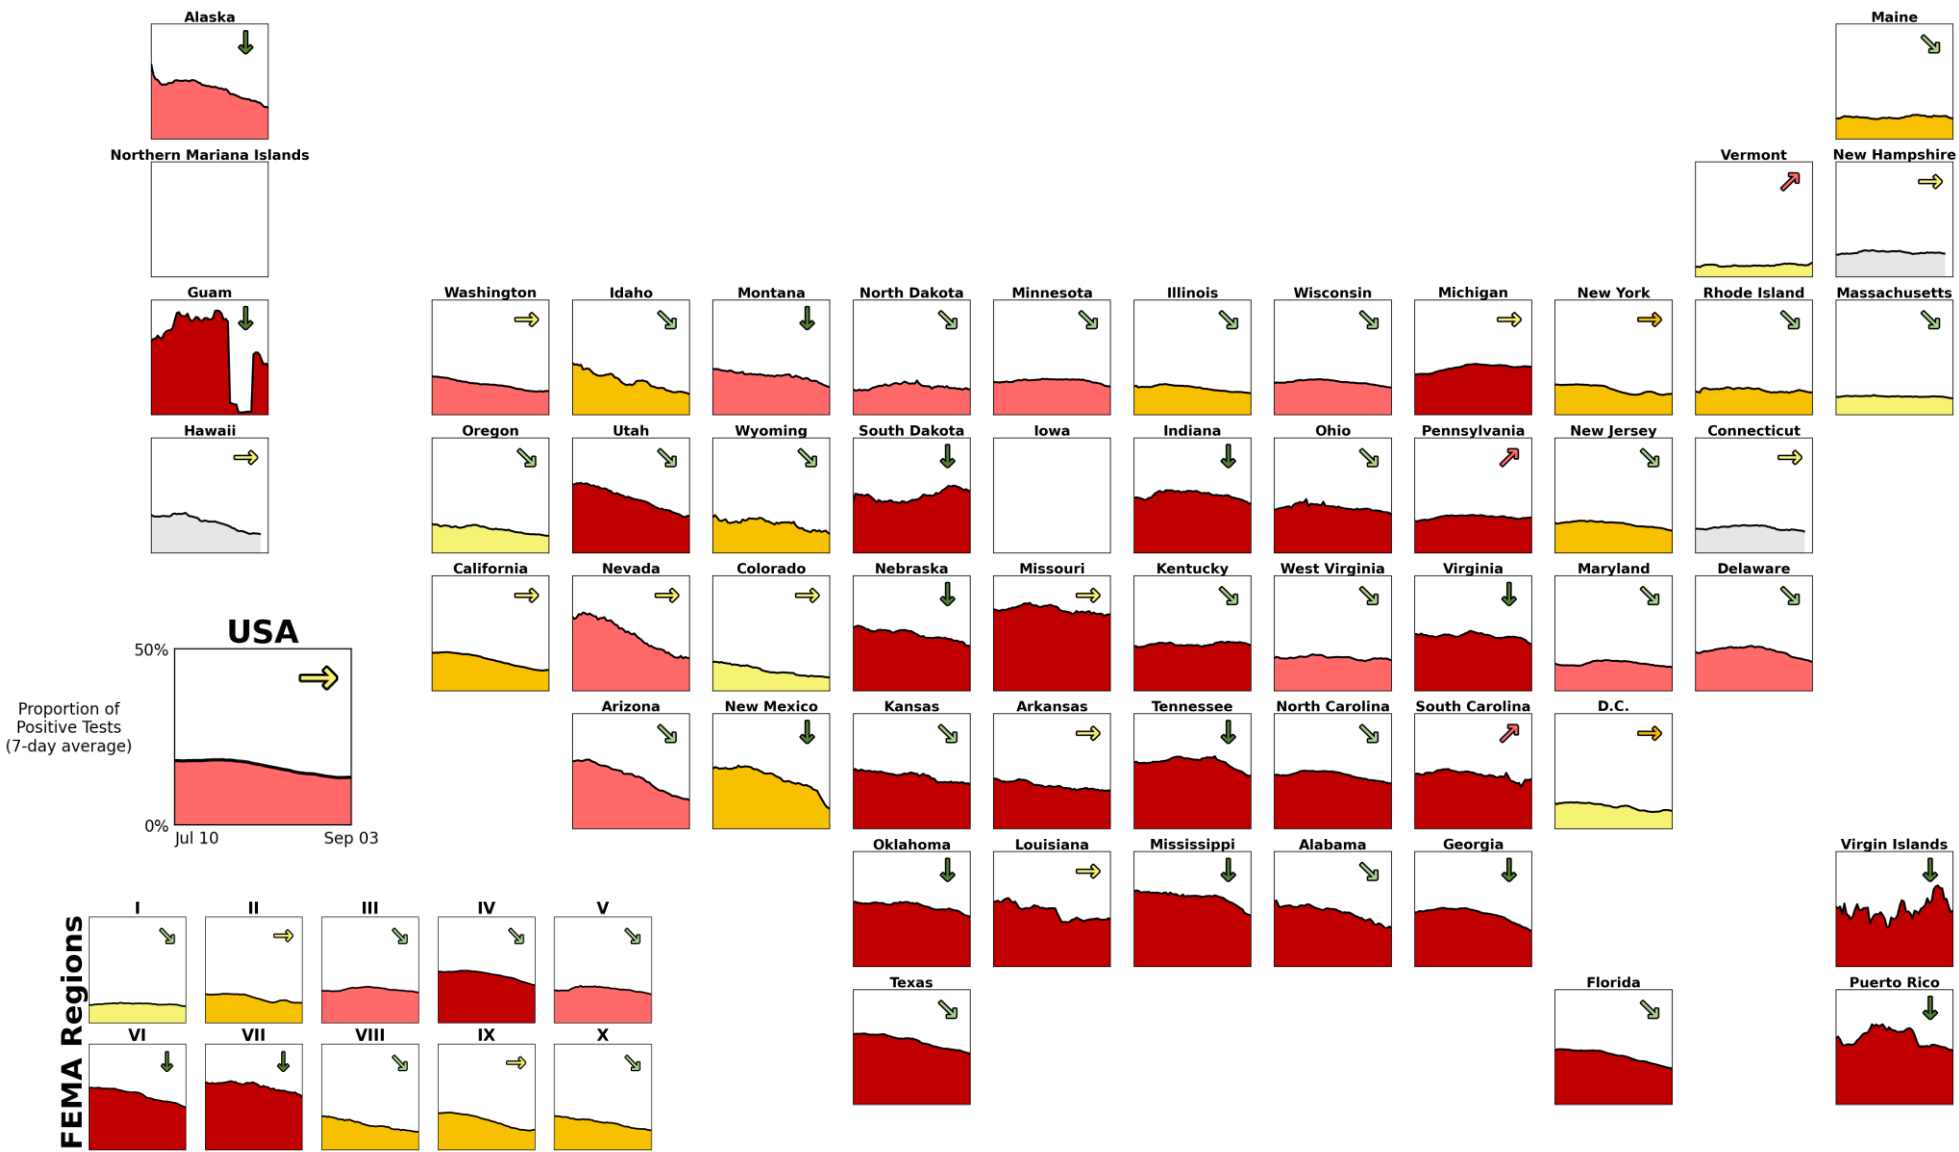 Alaska
Maine
Northern Mariana Islands
Vermont
New Hampshire
Guam
Washington
Idaho
Montana
North Dakota
Minnesota
Illinois
Wisconsin
Michigan
New York
Rhode Island
Massachusetts
Hawaii
Oregon
Utah
Wyoming
South Dakota
Iowa
Indiana
Ohio
Pennsylvania
New Jersey
Connecticut
California
Nevada
Colorado
Nebraska
Missouri
Kentucky
West Virginia
Virginia
Maryland
Delaware
USA
50%
Proportion of
Positive Tests
(7-day average)
0%
Jul 10
Sep 03
Arizona
New Mexico
Kansas
Arkansas
Tennessee
North Carolina
South Carolina
D.C.
Oklahoma
Louisiana
Mississippi
Alabama
Georgia
Virgin Islands
Texas
Florida
Puerto Rico
FEMA Regions
I
II
III
IV
V
VI
VII
VIII
IX
X